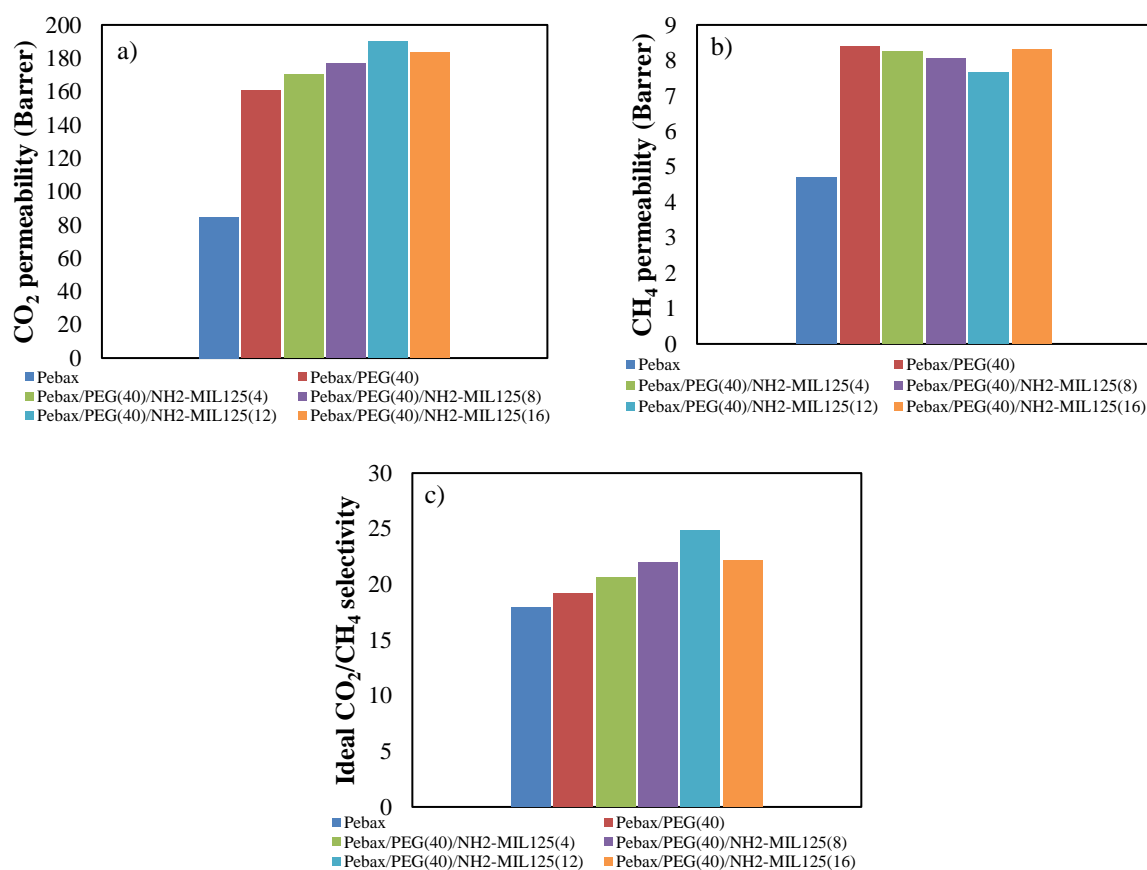 a)
CO2 permeability (Barrer)
200
180
160
140
120
100
80
60
40
20
0
Pebax
Pebax/PEG(40)
Pebax/PEG(40)/NH2-MIL125(4)
Pebax/PEG(40)/NH2-MIL125(8)
Pebax/PEG(40)/NH2-MIL125(12)
Pebax/PEG(40)/NH2-MIL125(16)
b)
CH4 permeability (Barrer)
9
8
7
6
5
4
3
2
1
0
Pebax
Pebax/PEG(40)
Pebax/PEG(40)/NH2-MIL125(4)
Pebax/PEG(40)/NH2-MIL125(8)
Pebax/PEG(40)/NH2-MIL125(12)
Pebax/PEG(40)/NH2-MIL125(16)
c)
Ideal CO2/CH4 selectivity
30
25
20
15
10
5
0
Pebax
Pebax/PEG(40)
Pebax/PEG(40)/NH2-MIL125(4)
Pebax/PEG(40)/NH2-MIL125(8)
Pebax/PEG(40)/NH2-MIL125(12)
Pebax/PEG(40)/NH2-MIL125(16)